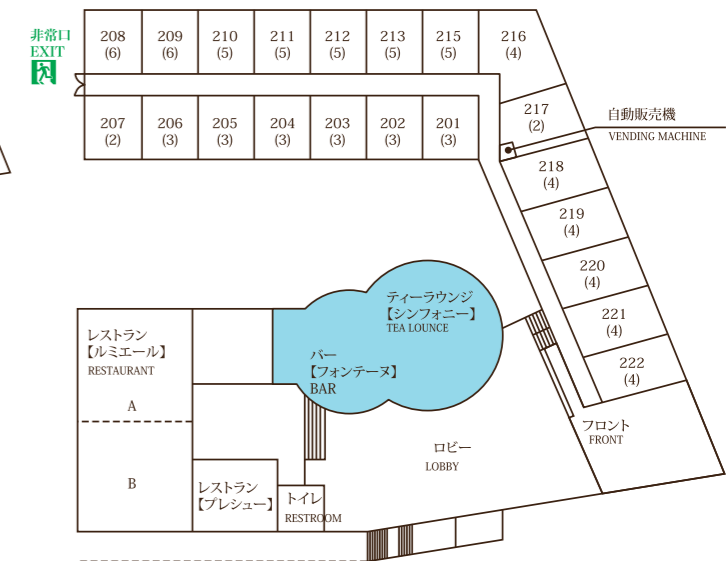 非常口
EXIT
208
(6)
209
(6)
210
(5)
211
(5)
212
(5)
213
(5)
215
(5)
216
(4)
207
(2)
206
(3)
205
(3)
204
(3)
203
(3)
202
(3)
201
(3)
217
(2)
自動販売機
VENDING MACHINE
218
(4)
219
(4)
220
(4)
221
(4)
222
(4)
ティーラウンジ
【シンフォニー】
TEA LOUNCE
バー
【フォンテーヌ】
BAR
レストラン
【ルミエール】
RESTAURANT
A
B
レストラン
【プレシュー】
トイレ
RESTROOM
ロビー
LOBBY
フロント
FRONT